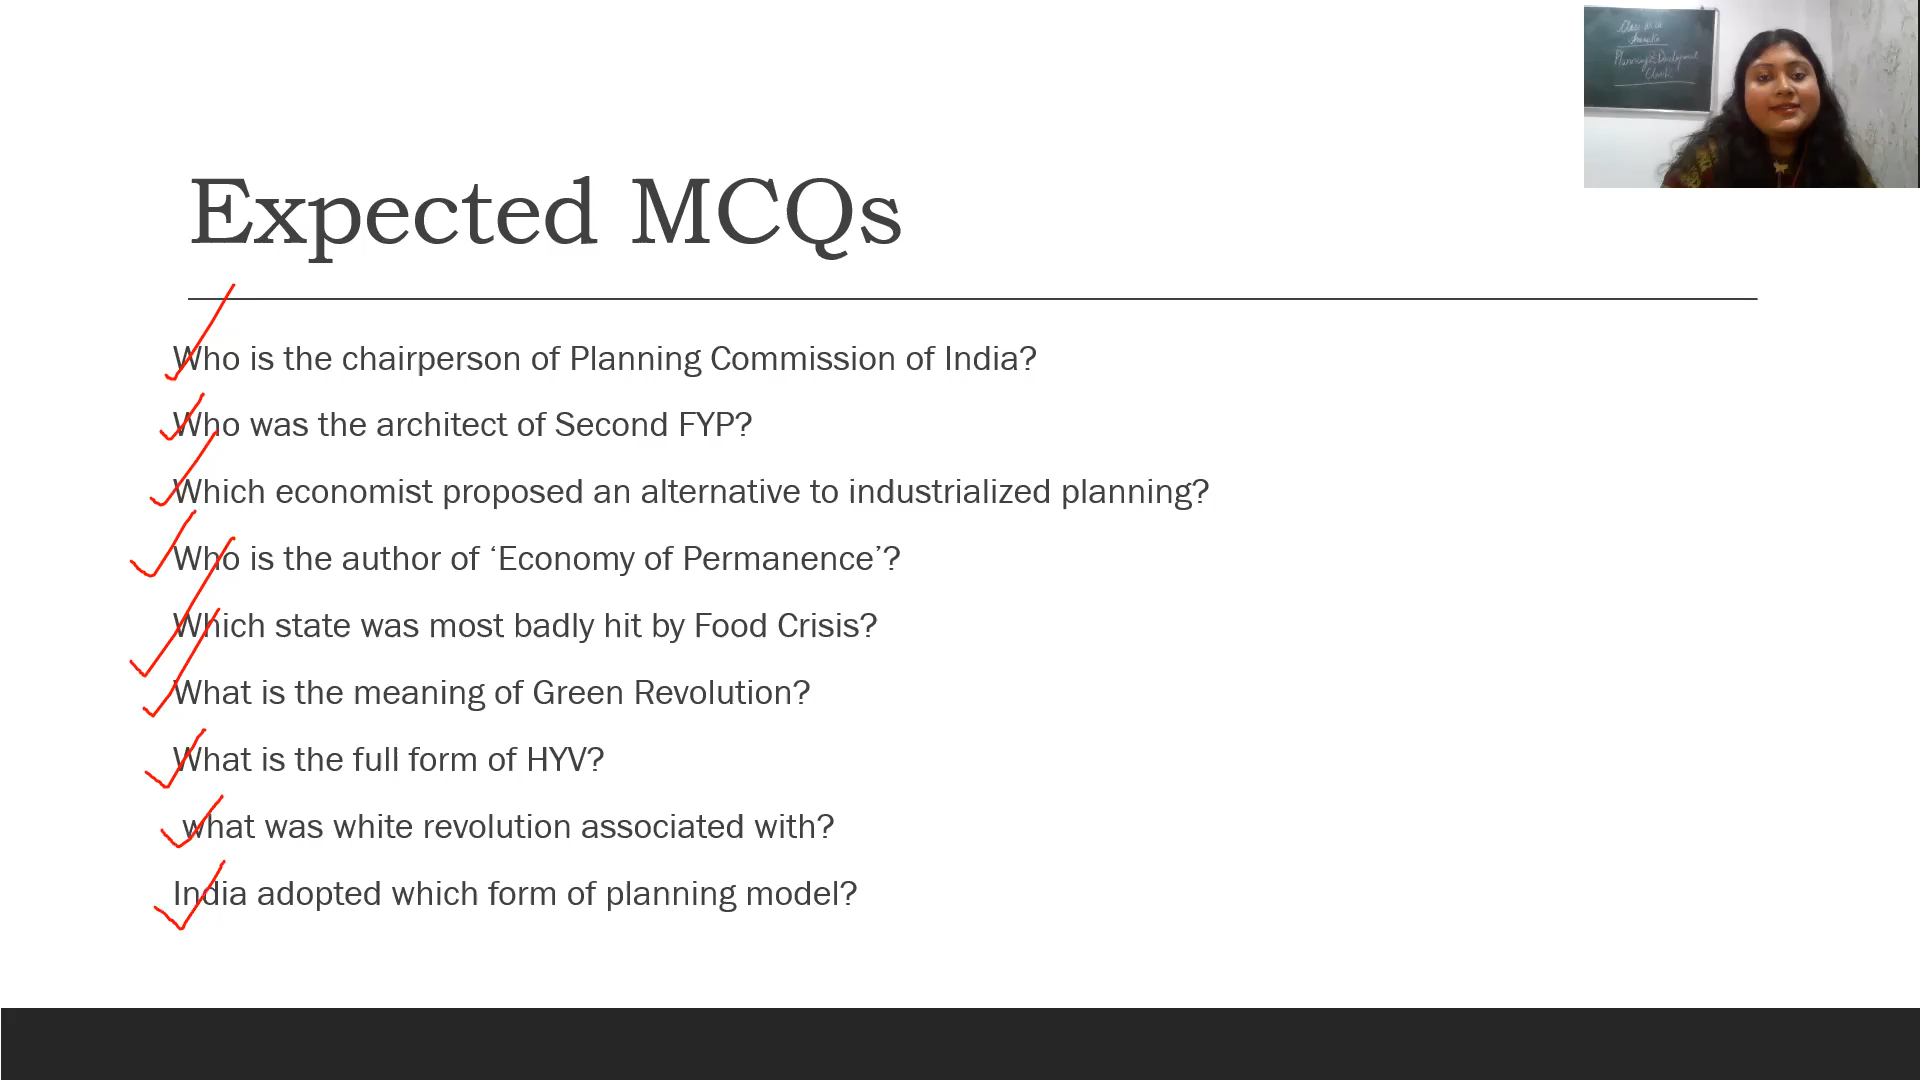 Expected MCQs
Who is the chairperson of Planning Commission of India?
Who was the architect of Second FYP?
Which economist proposed an alternative to industrialized planning?
Who is the author of ‘Economy of Permanence’?
Which state was most badly hit by Food Crisis?
What is the meaning of Green Revolution?
What is the full form of HYV?
what was white revolution associated with?
India adopted which form of planning model?